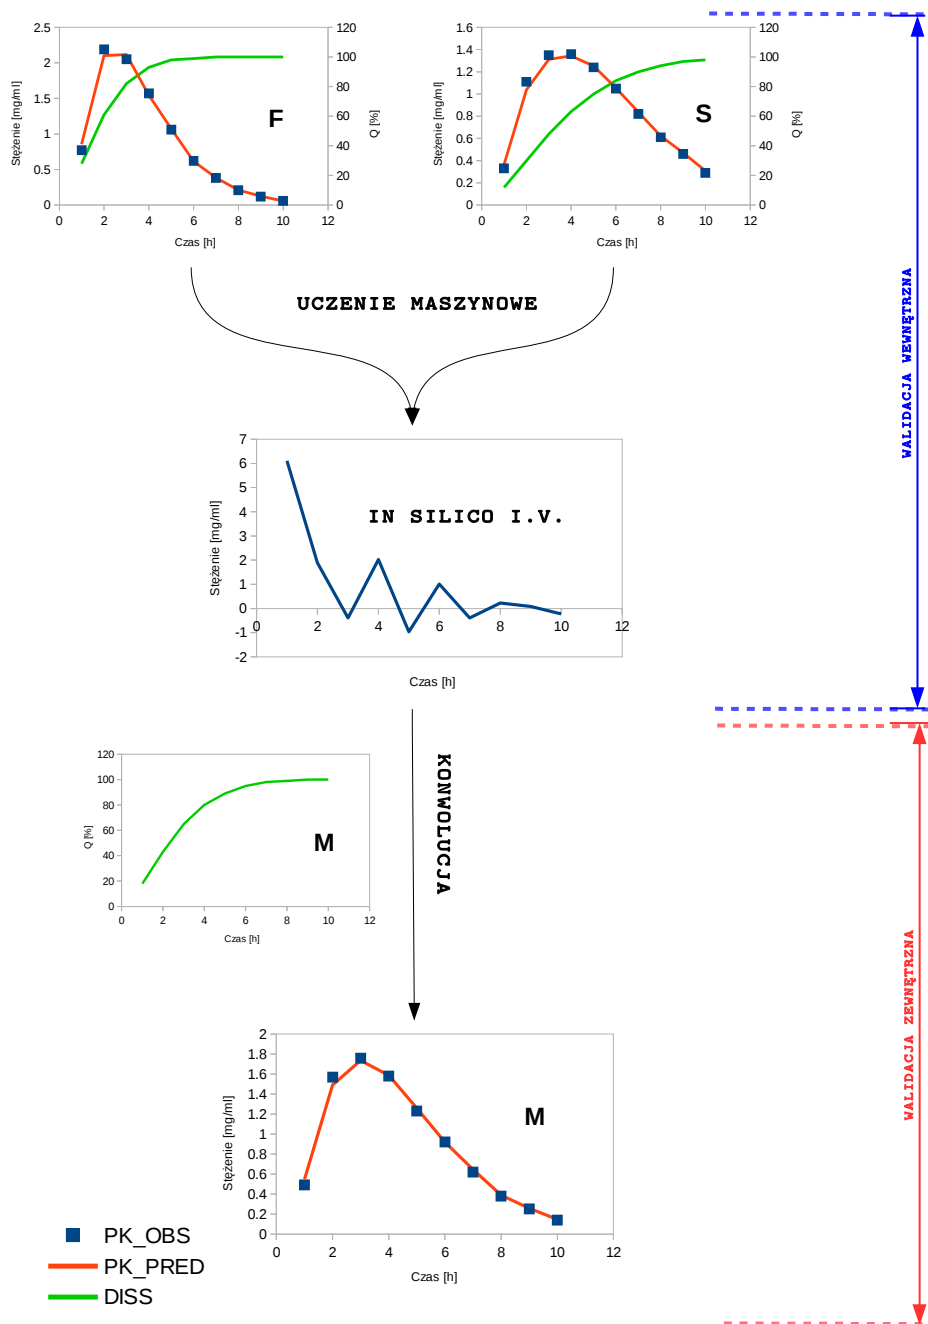 2.5
2
1.5
1
0.5
0
0 2 4 6 8 10 12
120
100
80
60
40
20
0
Stężenie [mg/ml]
Q [%]
Czas [h]
F
1.6
1.4
1.2
1
0.8
0.6
0.4
0.2
0
0 2 4 6 8 10 12
120
100
80
60
40
20
0
Stężenie [mg/ml]
Q [%]
Czas [h]
S
UCZENIE MASZYNOWE
WALIDACJA WEWNĘTRZNA
7
6
5
4
3
2
1
0
-1
-2
0 2 4 6 8 10 12
Stężenie [mg/ml]
Czas [h]
IN SILICO I.V.
KONWOLUCJA
120
100
80
60
40
20
0
0 2 4 6 8 10 12
Q [%]
Czas [h]
M
WALIDACJA ZEWNĘTRZNA
2
1.8
1.6
1.4
1.2
1
0.8
0.6
0.4
0.2
0
0 2 4 6 8 10 12
Stężenie [mg/ml]
Czas [h]
M
PK_OBS
PK_PRED
DISS